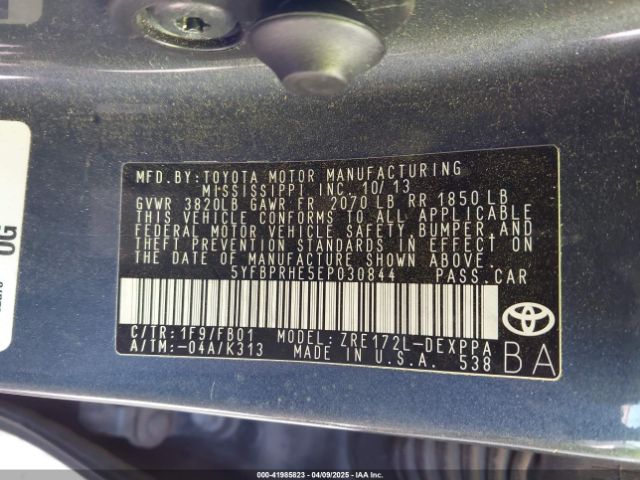 MFD.BY:TOYOTA MOTOR MANUFACTURING
MISSISSIPPI INC. 10/13
GVWR 3820LB GAWR FR 2070 LB RR 1850 LB
THIS VEHICLE CONFORMS TO ALL APPLICABLE
FEDERAL MOTOR VEHICLE SAFETY BUMPER,AND
THEFT PREVENTION STANDARDS IN EFFECT ON
THE DATE OF MANUFACTURE SHOWN ABOVE.
5YFBPRHE5EP030844 PASS.CAR
C/TR:1F9/FB01 MODEL: ZRE172L-DEXPPA
A/TM:-04A/K313 MADE IN U.S.A. 538
BA
OG
000-41985823 | 04/09/2025 - IAA Inc.